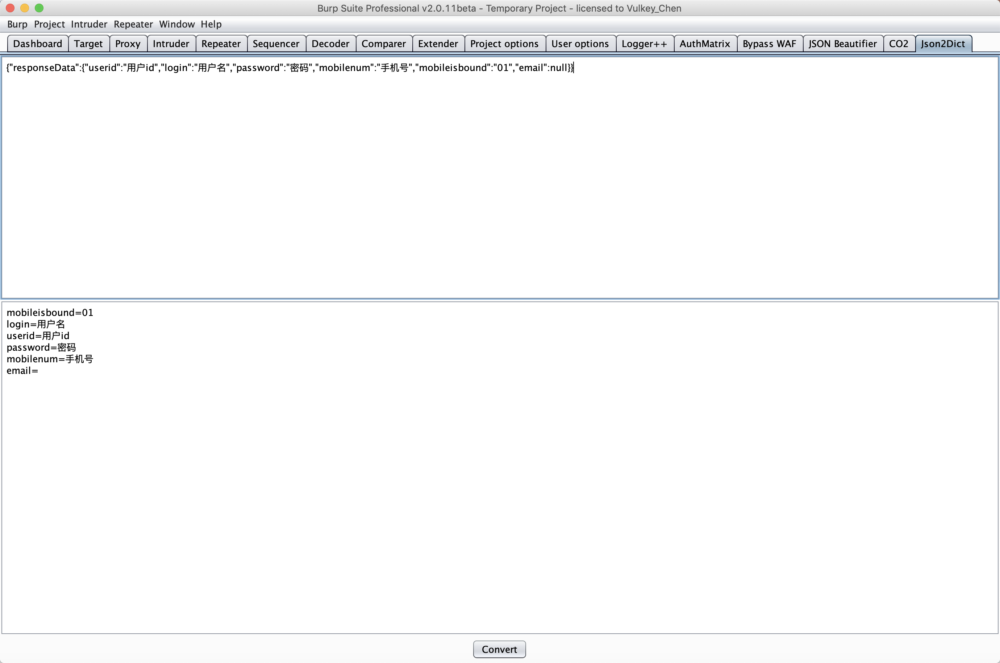 Burp Suite Professional v2.0.11beta - Temporary Project - licensed to Vulkey_Chen
Burp Project Intruder Repeater Window Help
Dashboard Target Proxy Intruder Repeater Sequencer Decoder Comparer Extender Project options User options Logger++ AuthMatrix Bypass WAF JSON Beautifier CO2 Json2Dict
{"responseData":{"userid":"用户id","login":"用户名","password":"密码","mobilenum":"手机号","mobileisbound":"01","email":null}}
mobileisbound=01
login=用户名
userid=用户id
password=密码
mobilenum=手机号
email=
Convert